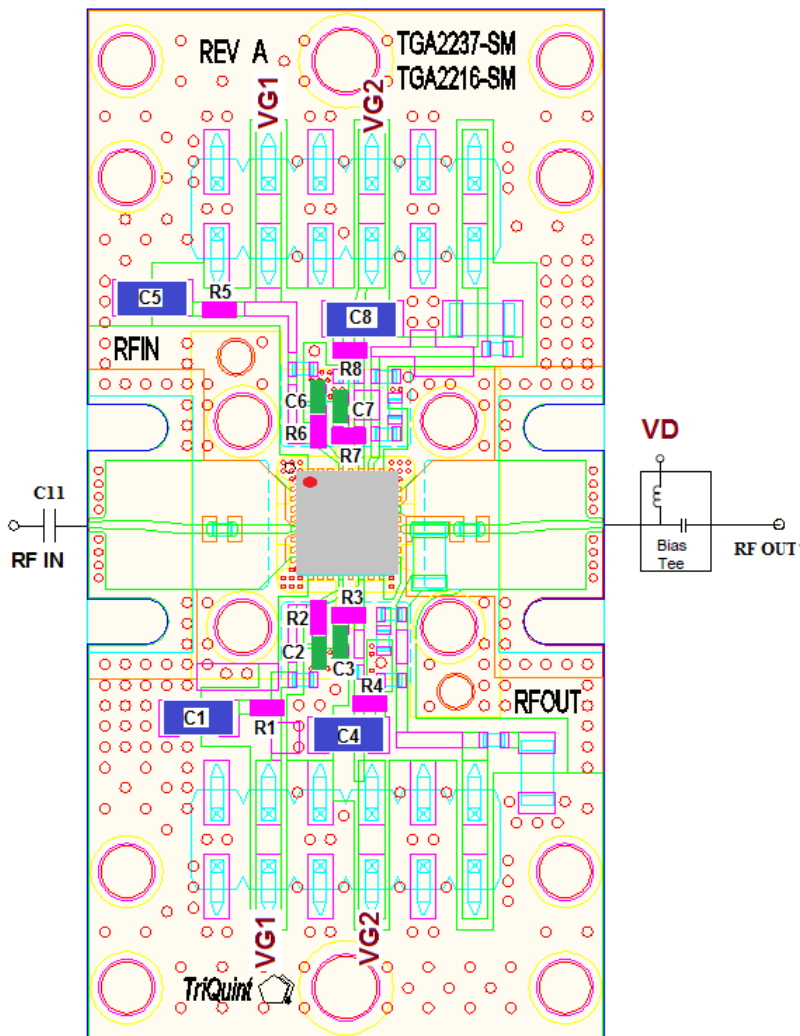 REV A
TGA2237-SM
TGA2216-SM
VG1
VG2
C5
R5
C8
RFIN
R8
C6
C7
R6
R7
VD
C11
RF IN
Bias
Tee
RF OUT
R3
R2
C2
C3
R4
RFOUT
C1
R1
C4
VG1
VG2
TriQuint